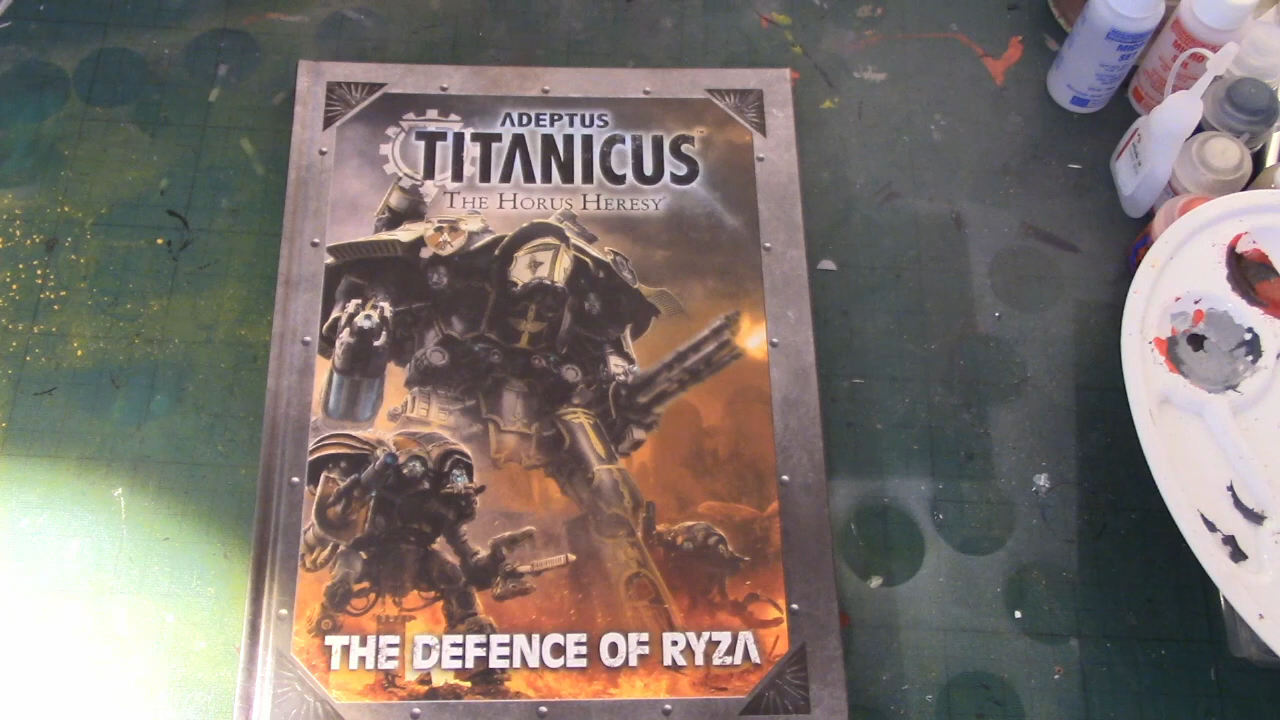 ADEPTUS
TITANICUS
THE HORUS HERESY
THE DEFENCE OF RYZA